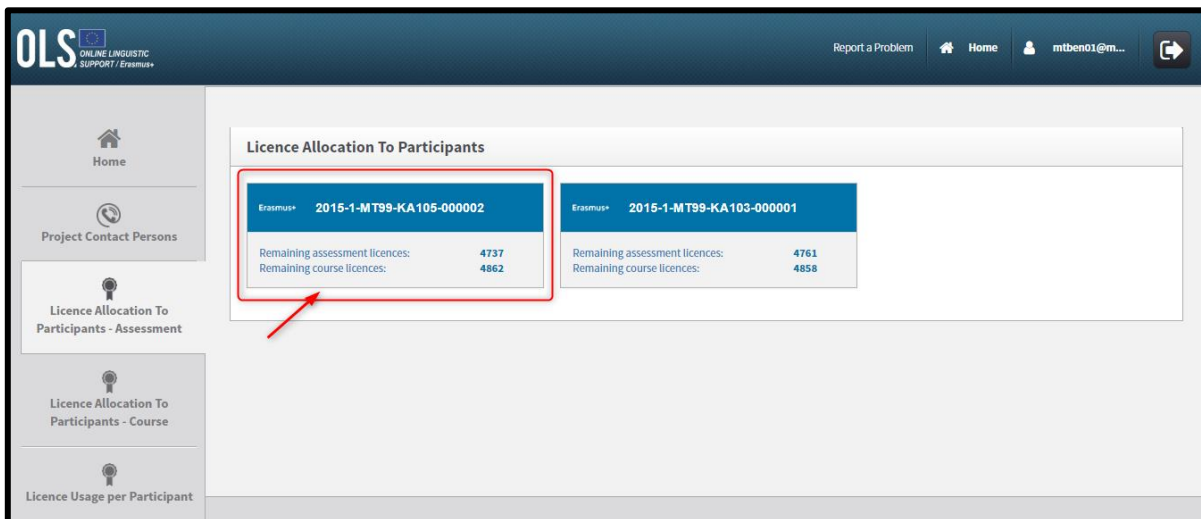 OLS
ONLINE LINGUISTIC
SUPPORT / Erasmus+
Report a Problem
Home
mtben01@m...
Home
Project Contact Persons
Licence Allocation To
Participants - Assessment
Licence Allocation To
Participants - Course
Licence Usage per Participant
Licence Allocation To Participants
Erasmus+ 2015-1-MT99-KA105-000002
Remaining assessment licences: 4737
Remaining course licences: 4862
Erasmus+ 2015-1-MT99-KA103-000001
Remaining assessment licences: 4761
Remaining course licences: 4858